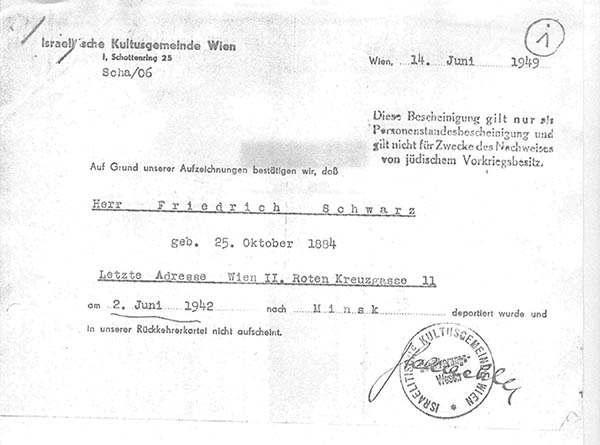 Israelitische Kultusgemeinde Wien
I, Schottenring 25
Scha/06
i
Wien, 14. Juni 1949
Diese Bescheinigung gilt nur als
Personenstandesbescheinigung und
gilt nicht für Zwecke des Nachweises
von jüdischem Vorkriegsbesitz.
Auf Grund unserer Aufzeichnungen bestätigen wir, daß
Herr Friedrich Schwarz
geb. 25. Oktober 1884
Letzte Adresse Wien II. Roten Kreuzgasse 11
am 2. Juni 1942 nach Minsk deportiert wurde und
in unserer Rückkehrerkartei nicht aufscheint.
ISRAELITISCHE KULTUSGEMEINDE WIEN
Wesen